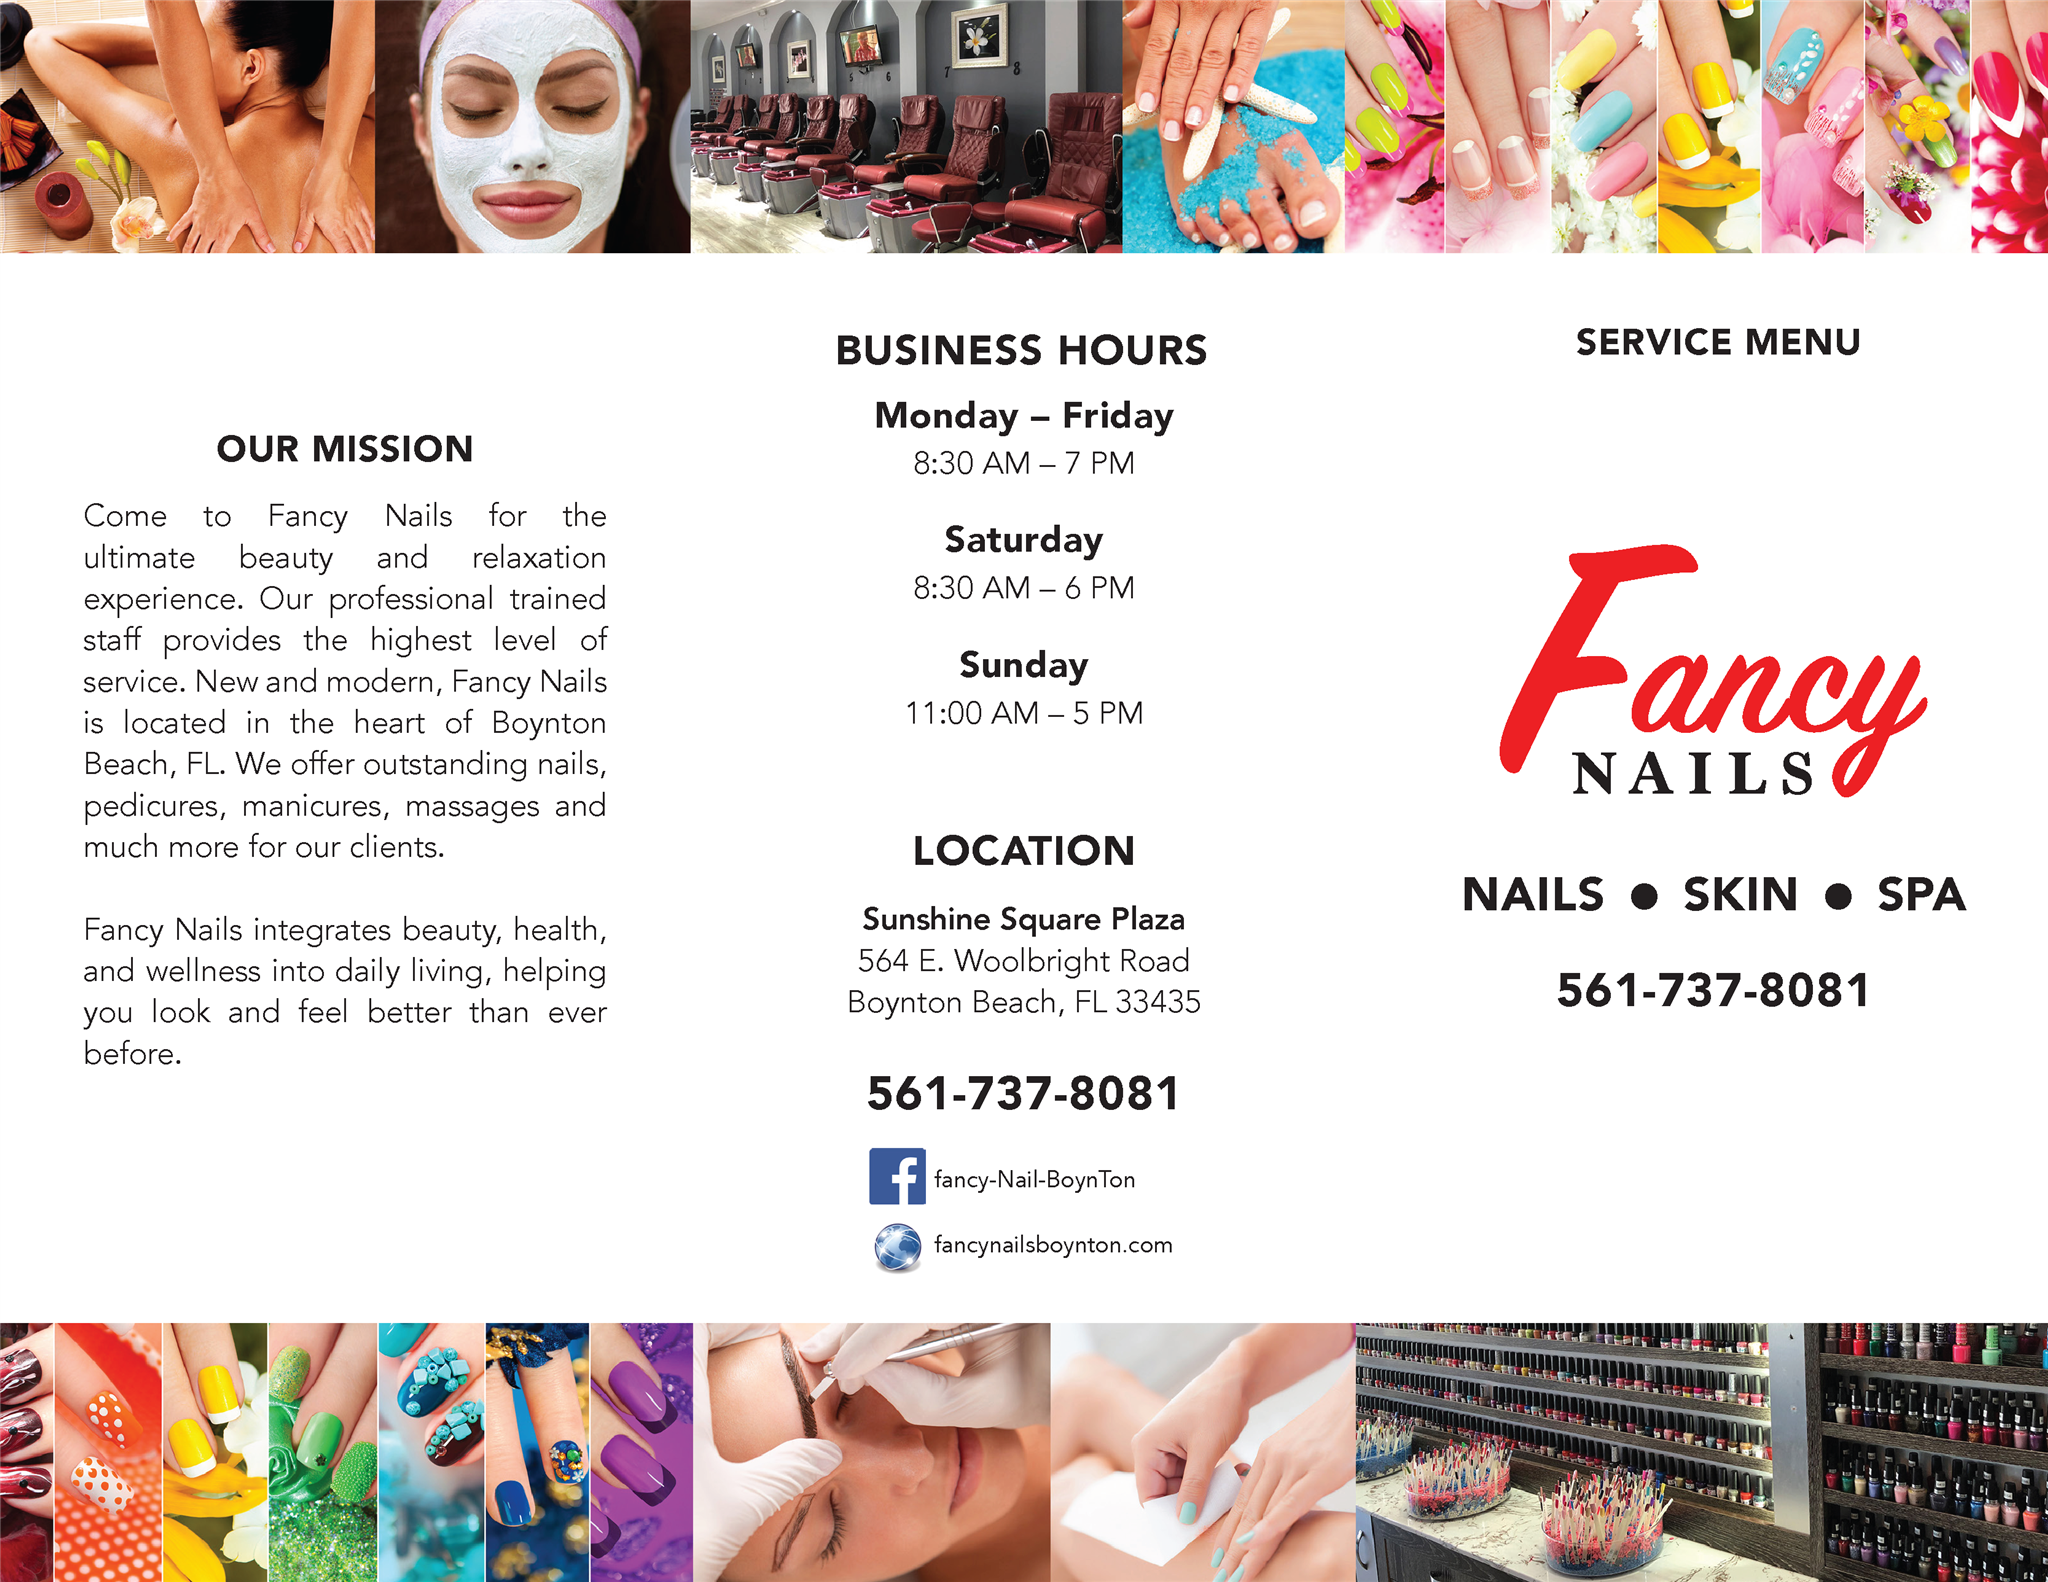 OUR MISSION
Come to Fancy Nails for the
ultimate beauty and relaxation
experience. Our professional trained
staff provides the highest level of
service. New and modern, Fancy Nails
is located in the heart of Boynton
Beach, FL. We offer outstanding nails,
pedicures, manicures, massages and
much more for our clients.
Fancy Nails integrates beauty, health,
and wellness into daily living, helping
you look and feel better than ever
before.
5 6 7 8
BUSINESS HOURS
Monday – Friday
8:30 AM – 7 PM
Saturday
8:30 AM – 6 PM
Sunday
11:00 AM – 5 PM
LOCATION
Sunshine Square Plaza
564 E. Woolbright Road
Boynton Beach, FL 33435
561-737-8081
f fancy-Nail-BoynTon
fancynailsboynton.com
SERVICE MENU
Fancy
NAILS
NAILS ● SKIN ● SPA
561-737-8081